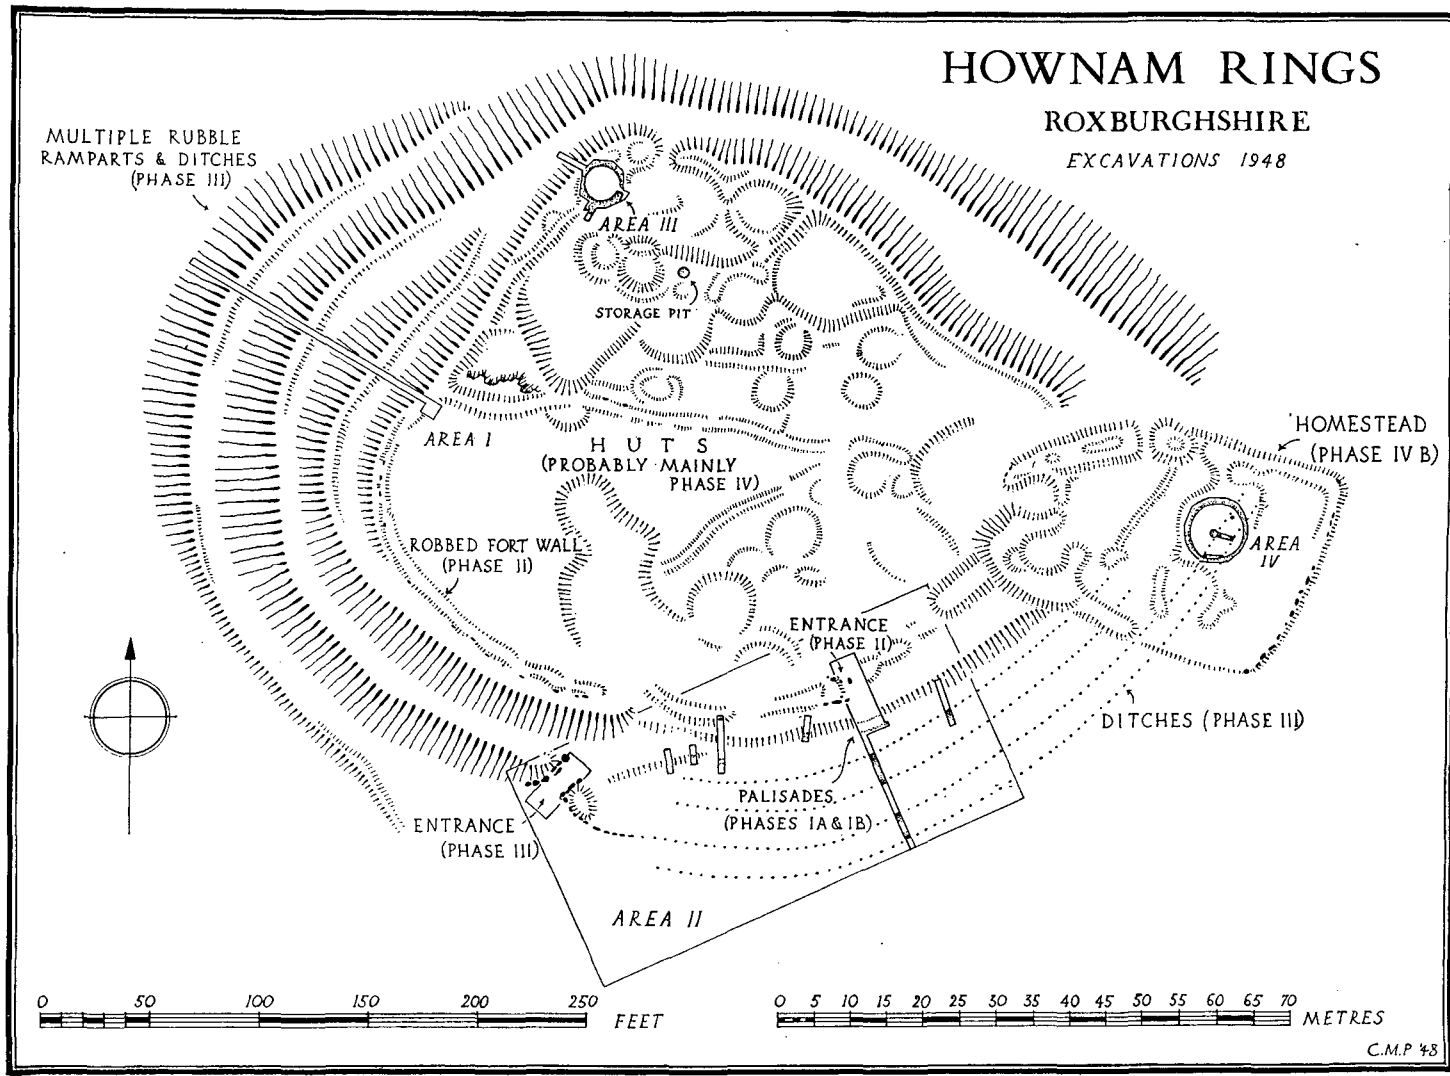 HOWNAM RINGS
ROXBURGHSHIRE
EXCAVATIONS 1948
MULTIPLE RUBBLE
RAMPARTS & DITCHES
(PHASE III)
AREA III
STORAGE PIT
AREA I
HUTS
(PROBABLY MAINLY
PHASE IV)
HOMESTEAD
(PHASE IV B)
ROBBED FORT WALL
(PHASE II)
AREA
IV
ENTRANCE
(PHASE II)
DITCHES (PHASE III)
PALISADES
(PHASES IA & IB)
ENTRANCE
(PHASE III)
AREA II
0 50 100 150 200 250
FEET
0 5 10 15 20 25 30 35 40 45 50 55 60 65 70
METRES
C.M.P '48